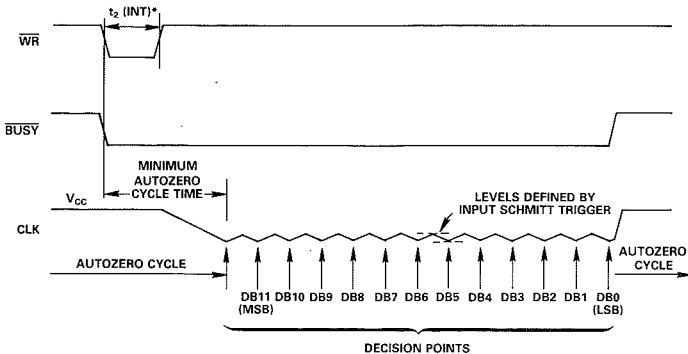 t₂ (INT)*
WR
BUSY
MINIMUM
AUTOZERO
CYCLE TIME
VCC
CLK
LEVELS DEFINED BY
INPUT SCHMITT TRIGGER
AUTOZERO CYCLE
AUTOZERO
CYCLE
DB11 DB10 DB9 DB8 DB7 DB6 DB5 DB4 DB3 DB2 DB1 DB0
(MSB) (LSB)
DECISION POINTS